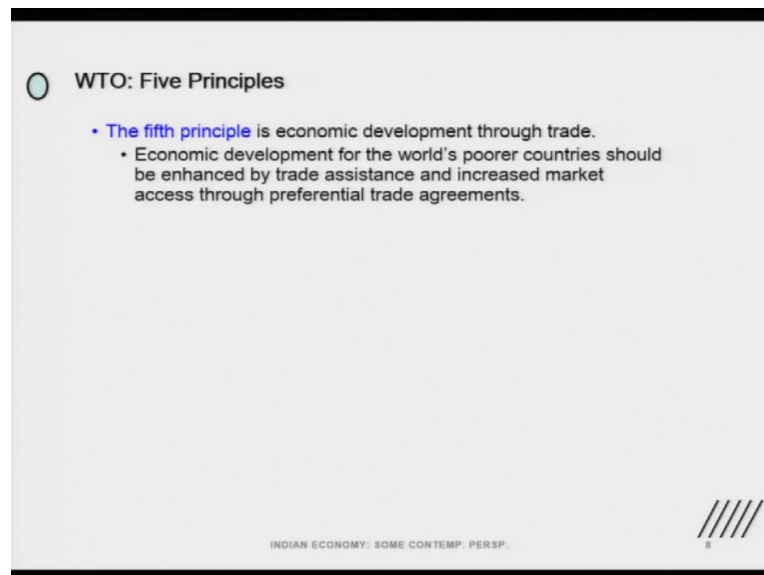 WTO: Five Principles
• The fifth principle is economic development through trade.
• Economic development for the world's poorer countries should
be enhanced by trade assistance and increased market
access through preferential trade agreements.
INDIAN ECONOMY: SOME CONTEMP. PERSP.
8